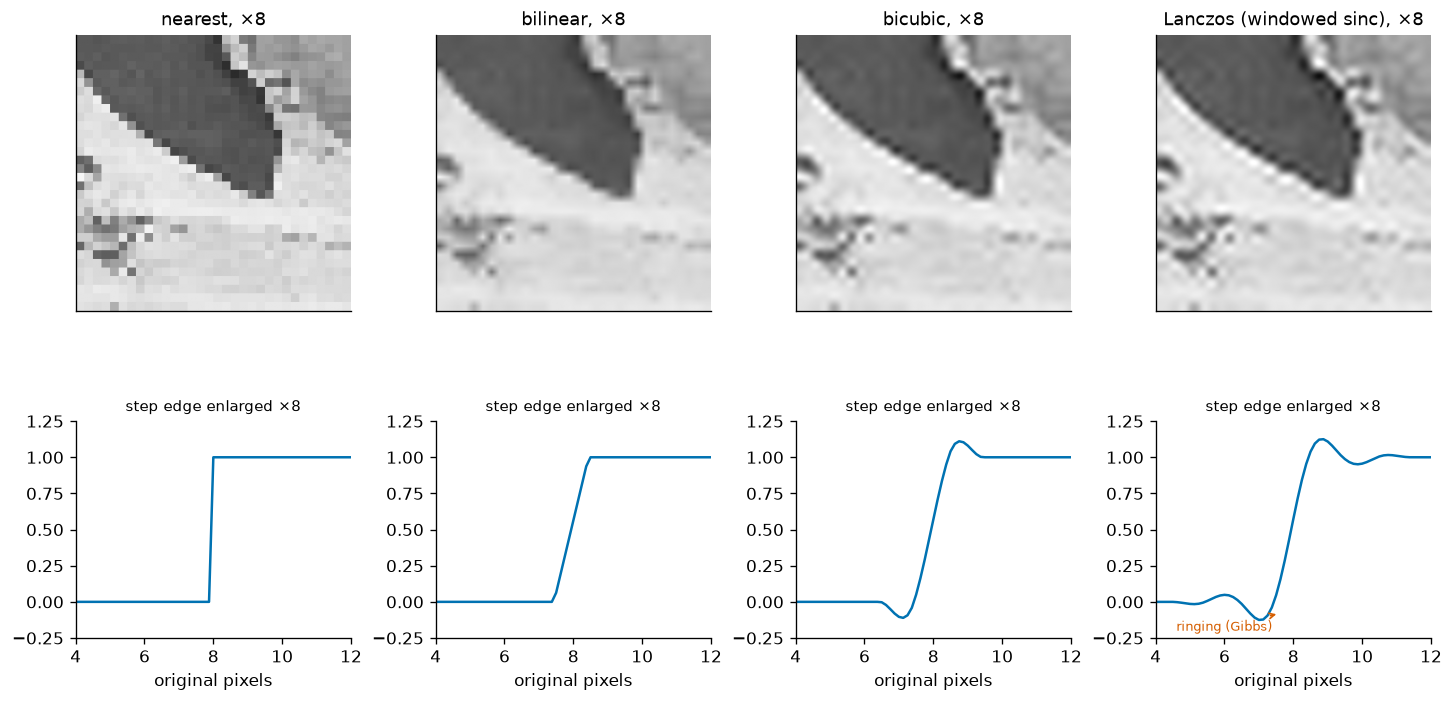 nearest, ×8
bilinear, ×8
bicubic, ×8
Lanczos (windowed sinc), ×8
step edge enlarged ×8
1.25
1.00
0.75
0.50
0.25
0.00
−0.25
4 6 8 10 12
original pixels
step edge enlarged ×8
1.25
1.00
0.75
0.50
0.25
0.00
−0.25
4 6 8 10 12
original pixels
step edge enlarged ×8
1.25
1.00
0.75
0.50
0.25
0.00
−0.25
4 6 8 10 12
original pixels
step edge enlarged ×8
1.25
1.00
0.75
0.50
0.25
0.00
−0.25
ringing (Gibbs)
4 6 8 10 12
original pixels